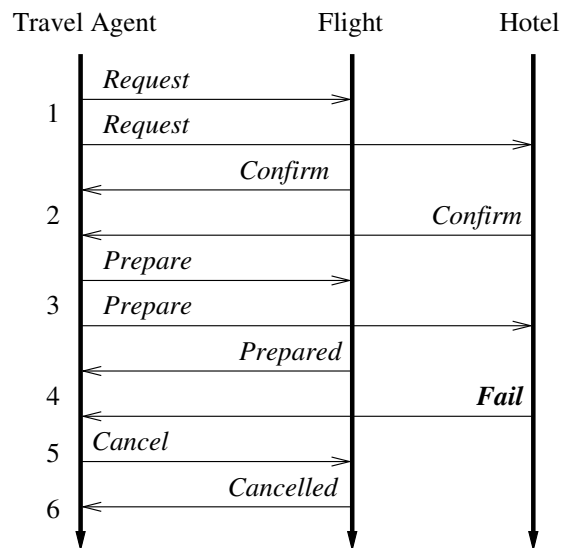 Travel Agent Flight Hotel
Request
1
Request
Confirm
2
Confirm
Prepare
3
Prepare
Prepared
4
Fail
5
Cancel
Cancelled
6